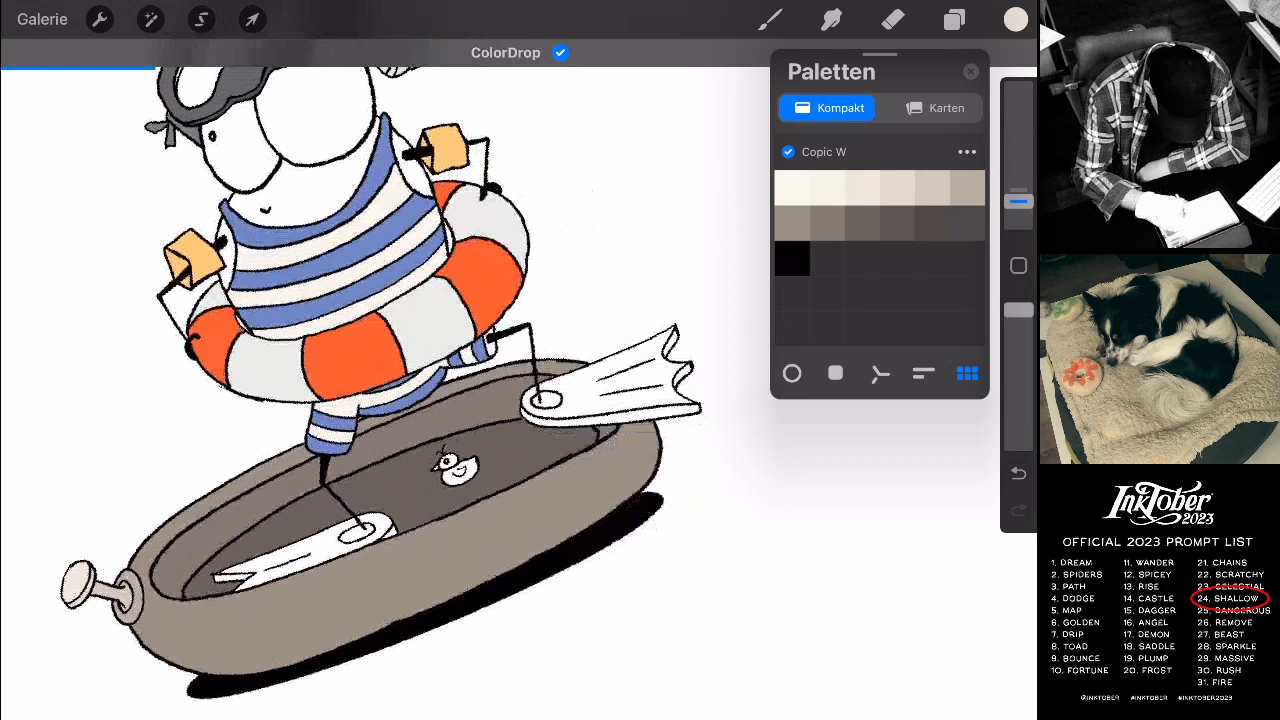 Galerie
ColorDrop
Paletten
Kompakt
Karten
Copic W
InkTober
2023
OFFICIAL 2023 PROMPT LIST
1. DREAM
2. SPIDERS
3. PATH
4. DODGE
5. MAP
6. GOLDEN
7. DRIP
8. TOAD
9. BOUNCE
10. FORTUNE
11. WANDER
12. SPICEY
13. RISE
14. CASTLE
15. DAGGER
16. ANGEL
17. DEMON
18. SADDLE
19. PLUMP
20. FROST
21. CHAINS
22. SCRATCHY
23. CELESTIAL
24. SHALLOW
25. DANGEROUS
26. REMOVE
27. BEAST
28. SPARKLE
29. MASSIVE
30. RUSH
31. FIRE
@INKTOBER #INKTOBER #INKTOBER2023